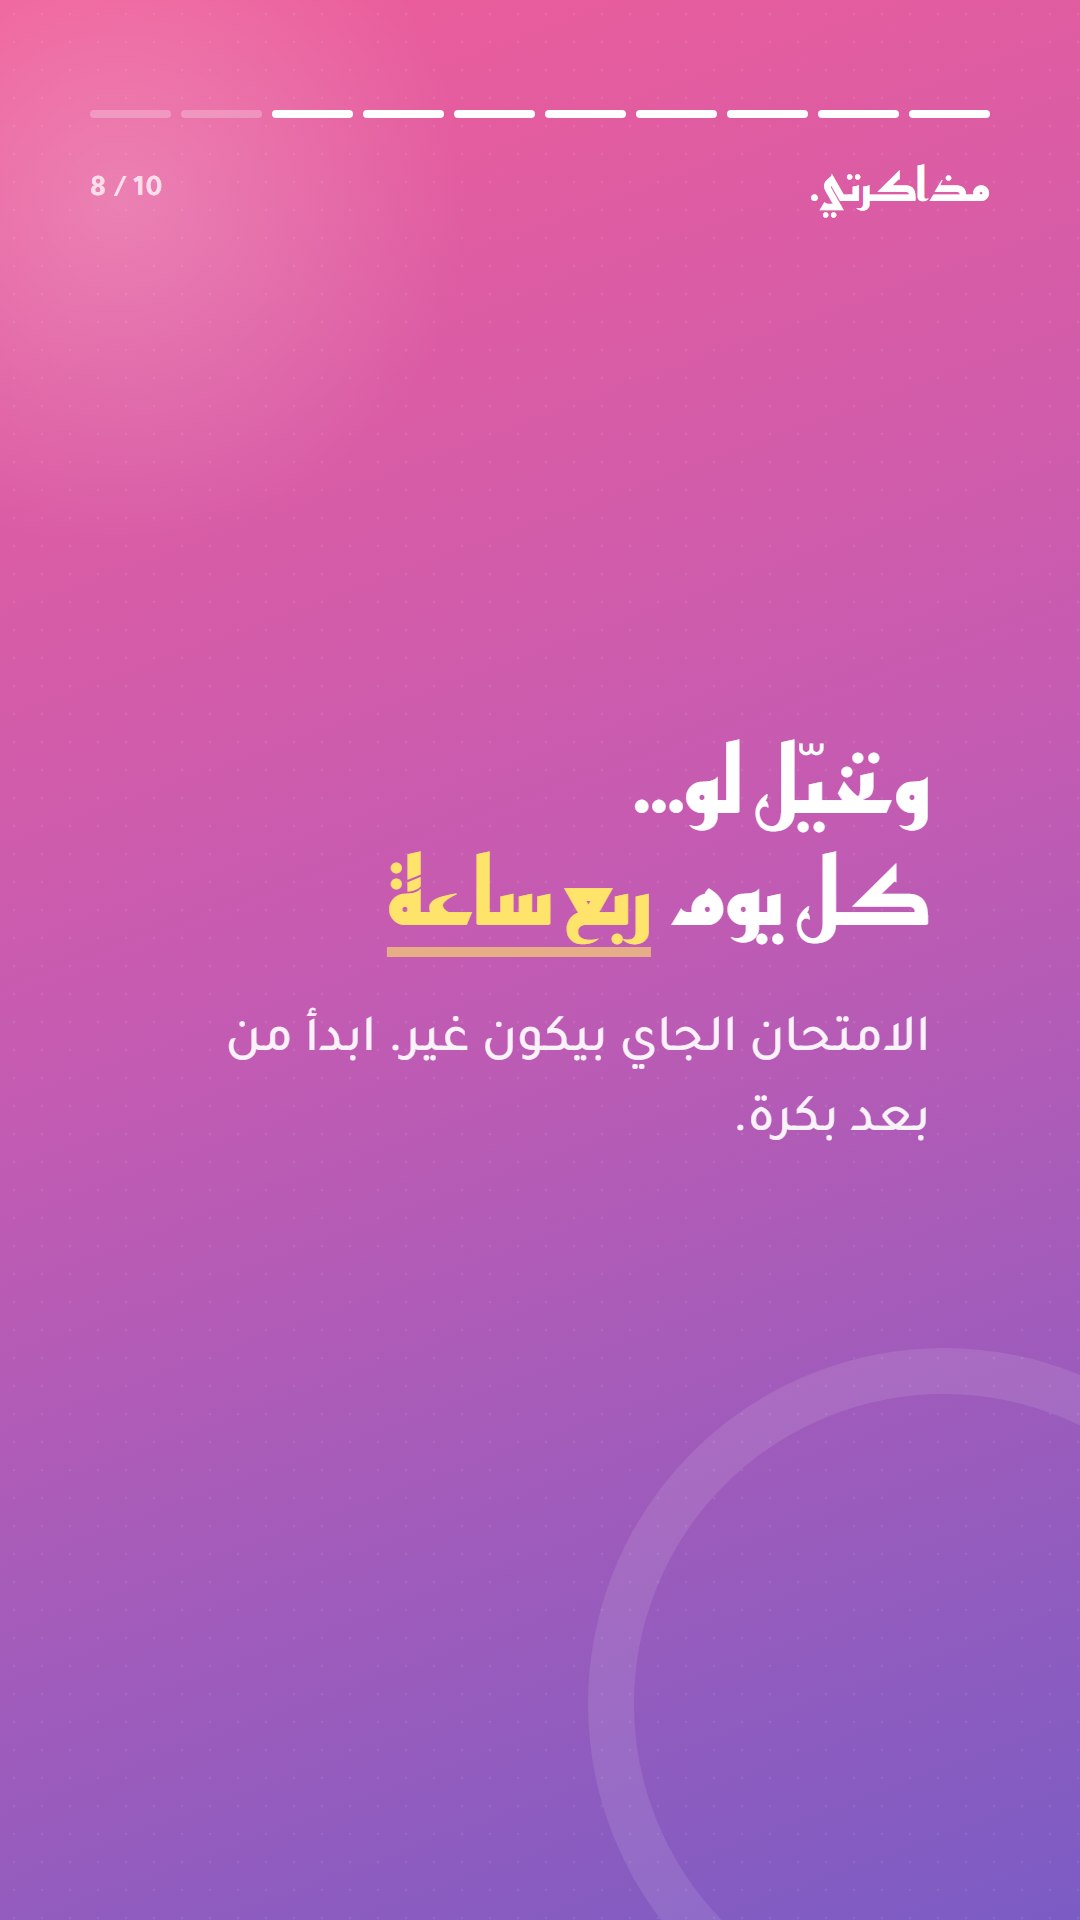 مذاكرتي.
8 / 10
وتخيّل لو...
كل يوم ربع ساعة
الامتحان الجاي بيكون غير. ابدأ من
بعد بكرة.